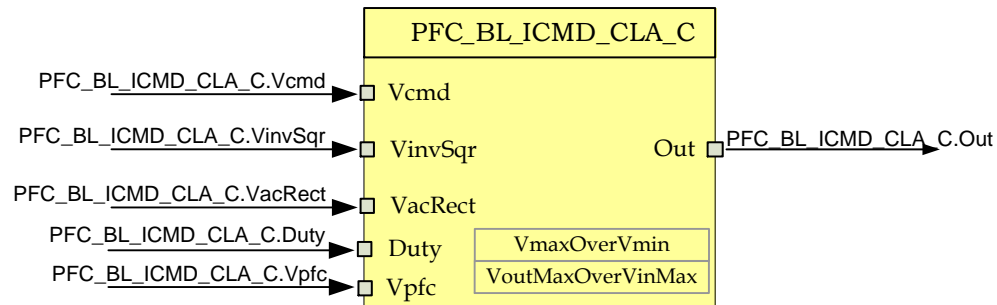 PFC_BL_ICMD_CLA_C
PFC_BL_ICMD_CLA_C.Vcmd
Vcmd
PFC_BL_ICMD_CLA_C.VinvSqr
VinvSqr
Out
PFC_BL_ICMD_CLA_C.Out
PFC_BL_ICMD_CLA_C.VacRect
VacRect
PFC_BL_ICMD_CLA_C.Duty
Duty
VmaxOverVmin
PFC_BL_ICMD_CLA_C.Vpfc
Vpfc
VoutMaxOverVinMax